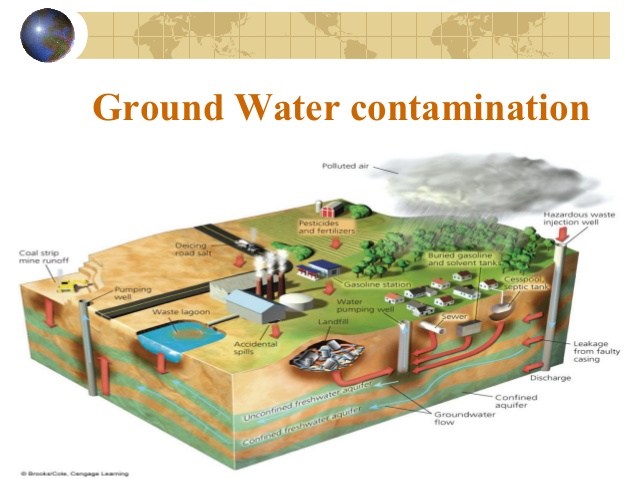 Ground Water contamination
Polluted air
Hazardous waste
injection well
Pesticides
and fertilizers
Deicing
road salt
Buried gasoline
and solvent tank
Coal strip
mine runoff
Gasoline station
Cesspool,
septic tank
Pumping
well
Water
pumping well
Waste lagoon
Sewer
Landfill
Accidental
spills
Leakage
from faulty
casing
Discharge
Unconfined freshwater aquifer
Confined
aquifer
Groundwater
flow
Confined freshwater aquifer
© Brooks/Cole, Cengage Learning